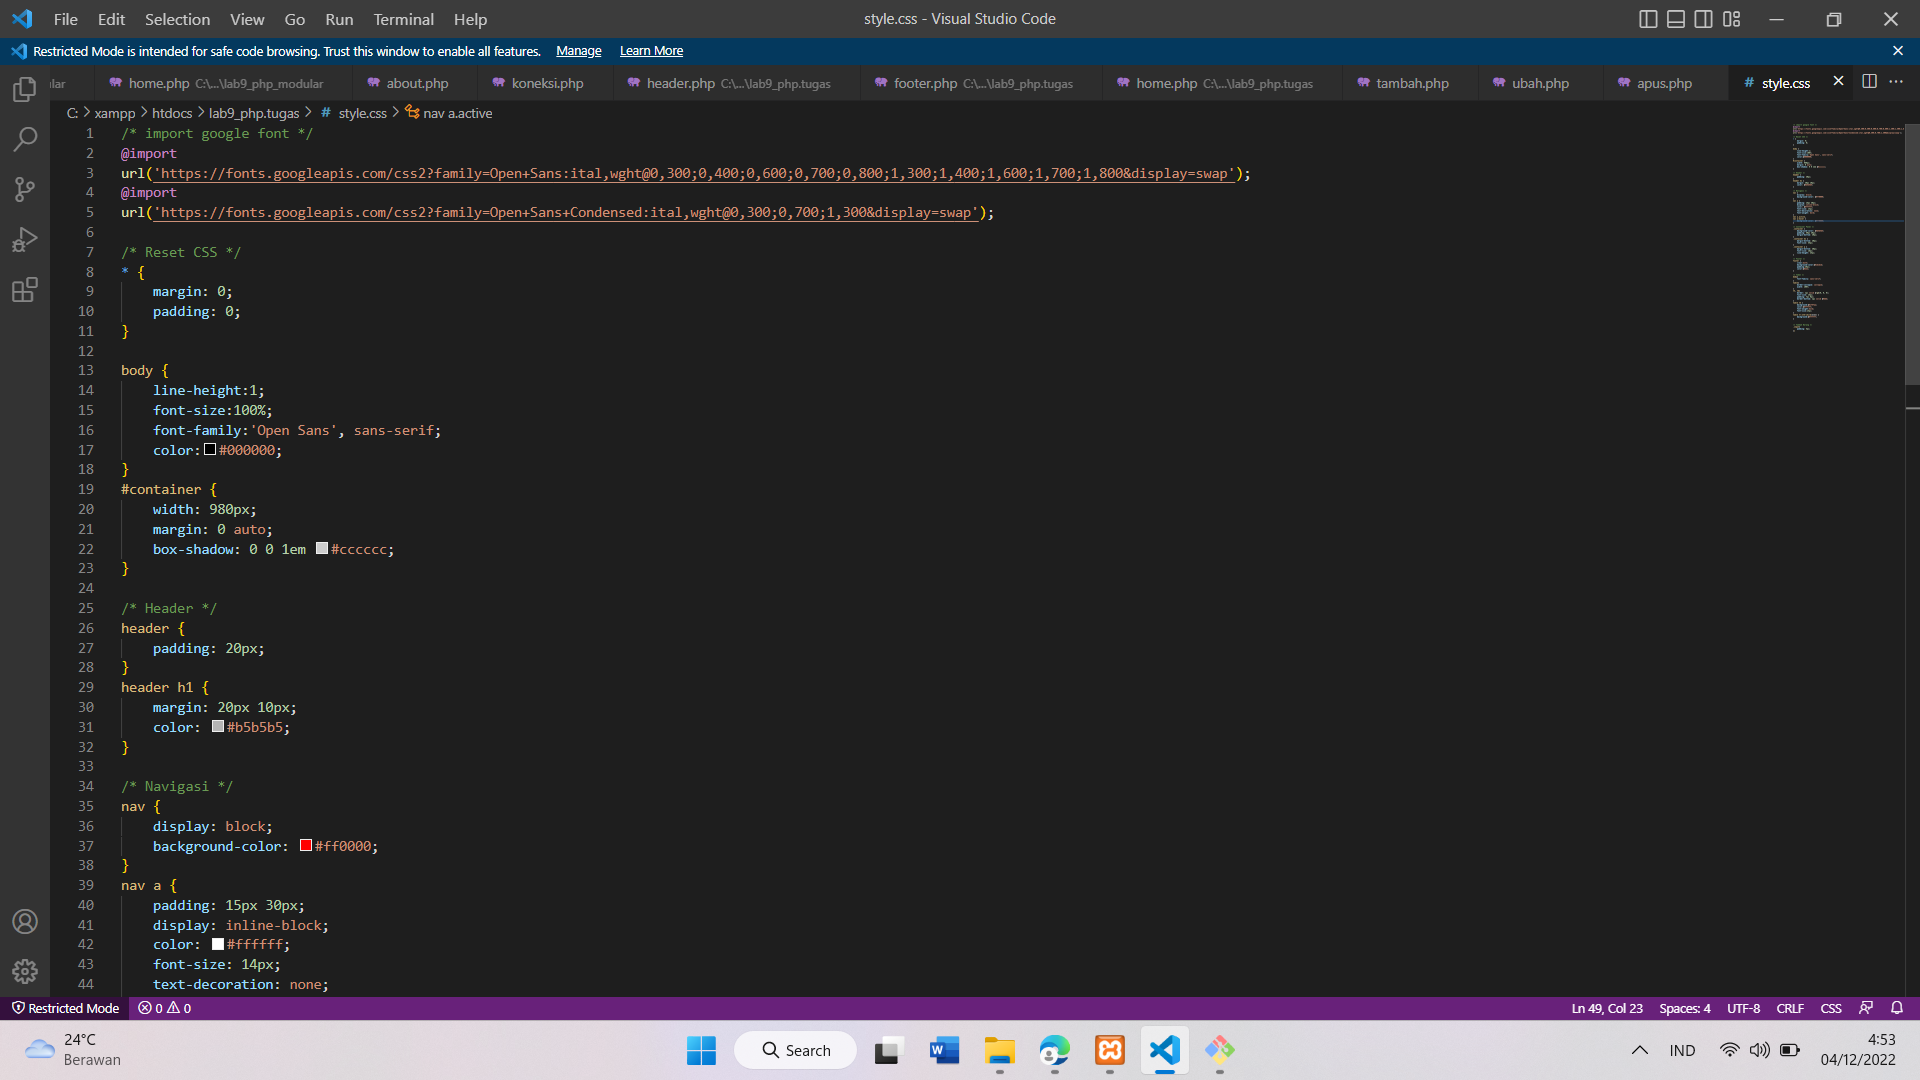 File Edit Selection View Go Run Terminal Help
style.css - Visual Studio Code
Restricted Mode is intended for safe code browsing. Trust this window to enable all features. Manage Learn More
lar home.php C:\...\lab9_php_modular about.php koneksi.php header.php C:\...\lab9_php.tugas footer.php C:\...\lab9_php.tugas home.php C:\...\lab9_php.tugas tambah.php ubah.php apus.php # style.css
C: > xampp > htdocs > lab9_php.tugas > # style.css > nav a.active
1 /* import google font */
2 @import
3 url('https://fonts.googleapis.com/css2?family=Open+Sans:ital,wght@0,300;0,400;0,600;0,700;0,800;1,300;1,400;1,600;1,700;1,800&display=swap');
4 @import
5 url('https://fonts.googleapis.com/css2?family=Open+Sans+Condensed:ital,wght@0,300;0,700;1,300&display=swap');
6
7 /* Reset CSS */
8 * {
9 margin: 0;
10 padding: 0;
11 }
12
13 body {
14 line-height:1;
15 font-size:100%;
16 font-family:'Open Sans', sans-serif;
17 color:#000000;
18 }
19 #container {
20 width: 980px;
21 margin: 0 auto;
22 box-shadow: 0 0 1em #cccccc;
23 }
24
25 /* Header */
26 header {
27 padding: 20px;
28 }
29 header h1 {
30 margin: 20px 10px;
31 color: #b5b5b5;
32 }
33
34 /* Navigasi */
35 nav {
36 display: block;
37 background-color: #ff0000;
38 }
39 nav a {
40 padding: 15px 30px;
41 display: inline-block;
42 color: #ffffff;
43 font-size: 14px;
44 text-decoration: none;
Restricted Mode 0 0 Ln 49, Col 23 Spaces: 4 UTF-8 CRLF CSS
24°C
Berawan
Search
IND
4:53
04/12/2022